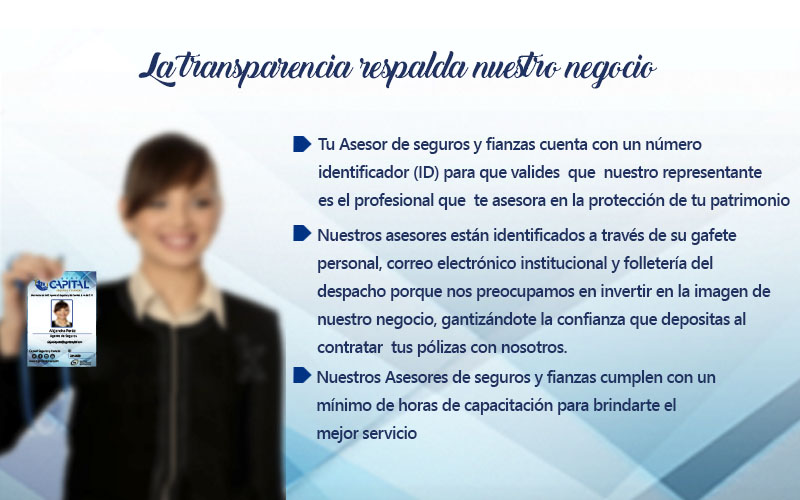 La transparencia respalda nuestro negocio
Tu Asesor de seguros y fianzas cuenta con un número
identificador (ID) para que valides que nuestro representante
es el profesional que te asesora en la protección de tu patrimonio
Nuestros asesores están identificados a través de su gafete
personal, correo electrónico institucional y folletería del
despacho porque nos preocupamos en invertir en la imagen de
nuestro negocio, gantizándote la confianza que depositas al
contratar tus pólizas con nosotros.
Nuestros Asesores de seguros y fianzas cumplen con un
mínimo de horas de capacitación para brindarte el
mejor servicio
CAPITAL
Agente de Seguros